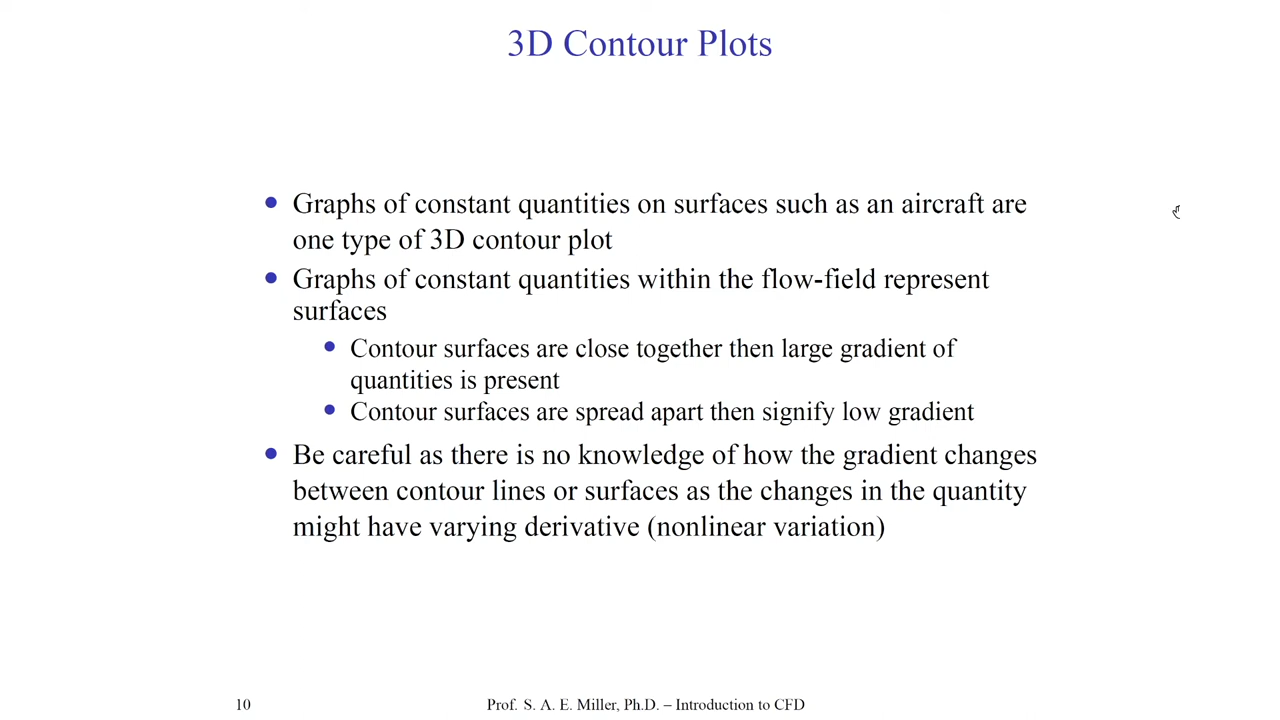 3D Contour Plots
Graphs of constant quantities on surfaces such as an aircraft are
one type of 3D contour plot
Graphs of constant quantities within the flow-field represent
surfaces
Contour surfaces are close together then large gradient of
quantities is present
Contour surfaces are spread apart then signify low gradient
Be careful as there is no knowledge of how the gradient changes
between contour lines or surfaces as the changes in the quantity
might have varying derivative (nonlinear variation)
10
Prof. S. A. E. Miller, Ph.D. – Introduction to CFD